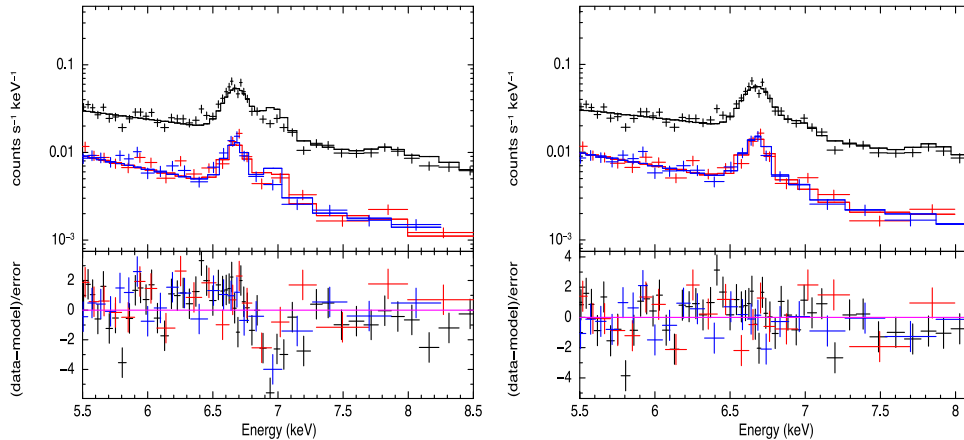 counts s⁻¹ keV⁻¹
0.1
0.01
10⁻³
(data−model)/error
2
0
−2
−4
5.5 6 6.5 7 7.5 8 8.5
Energy (keV)
counts s⁻¹ keV⁻¹
0.1
0.01
10⁻³
(data−model)/error
4
2
0
−2
−4
5.5 6 6.5 7 7.5 8
Energy (keV)